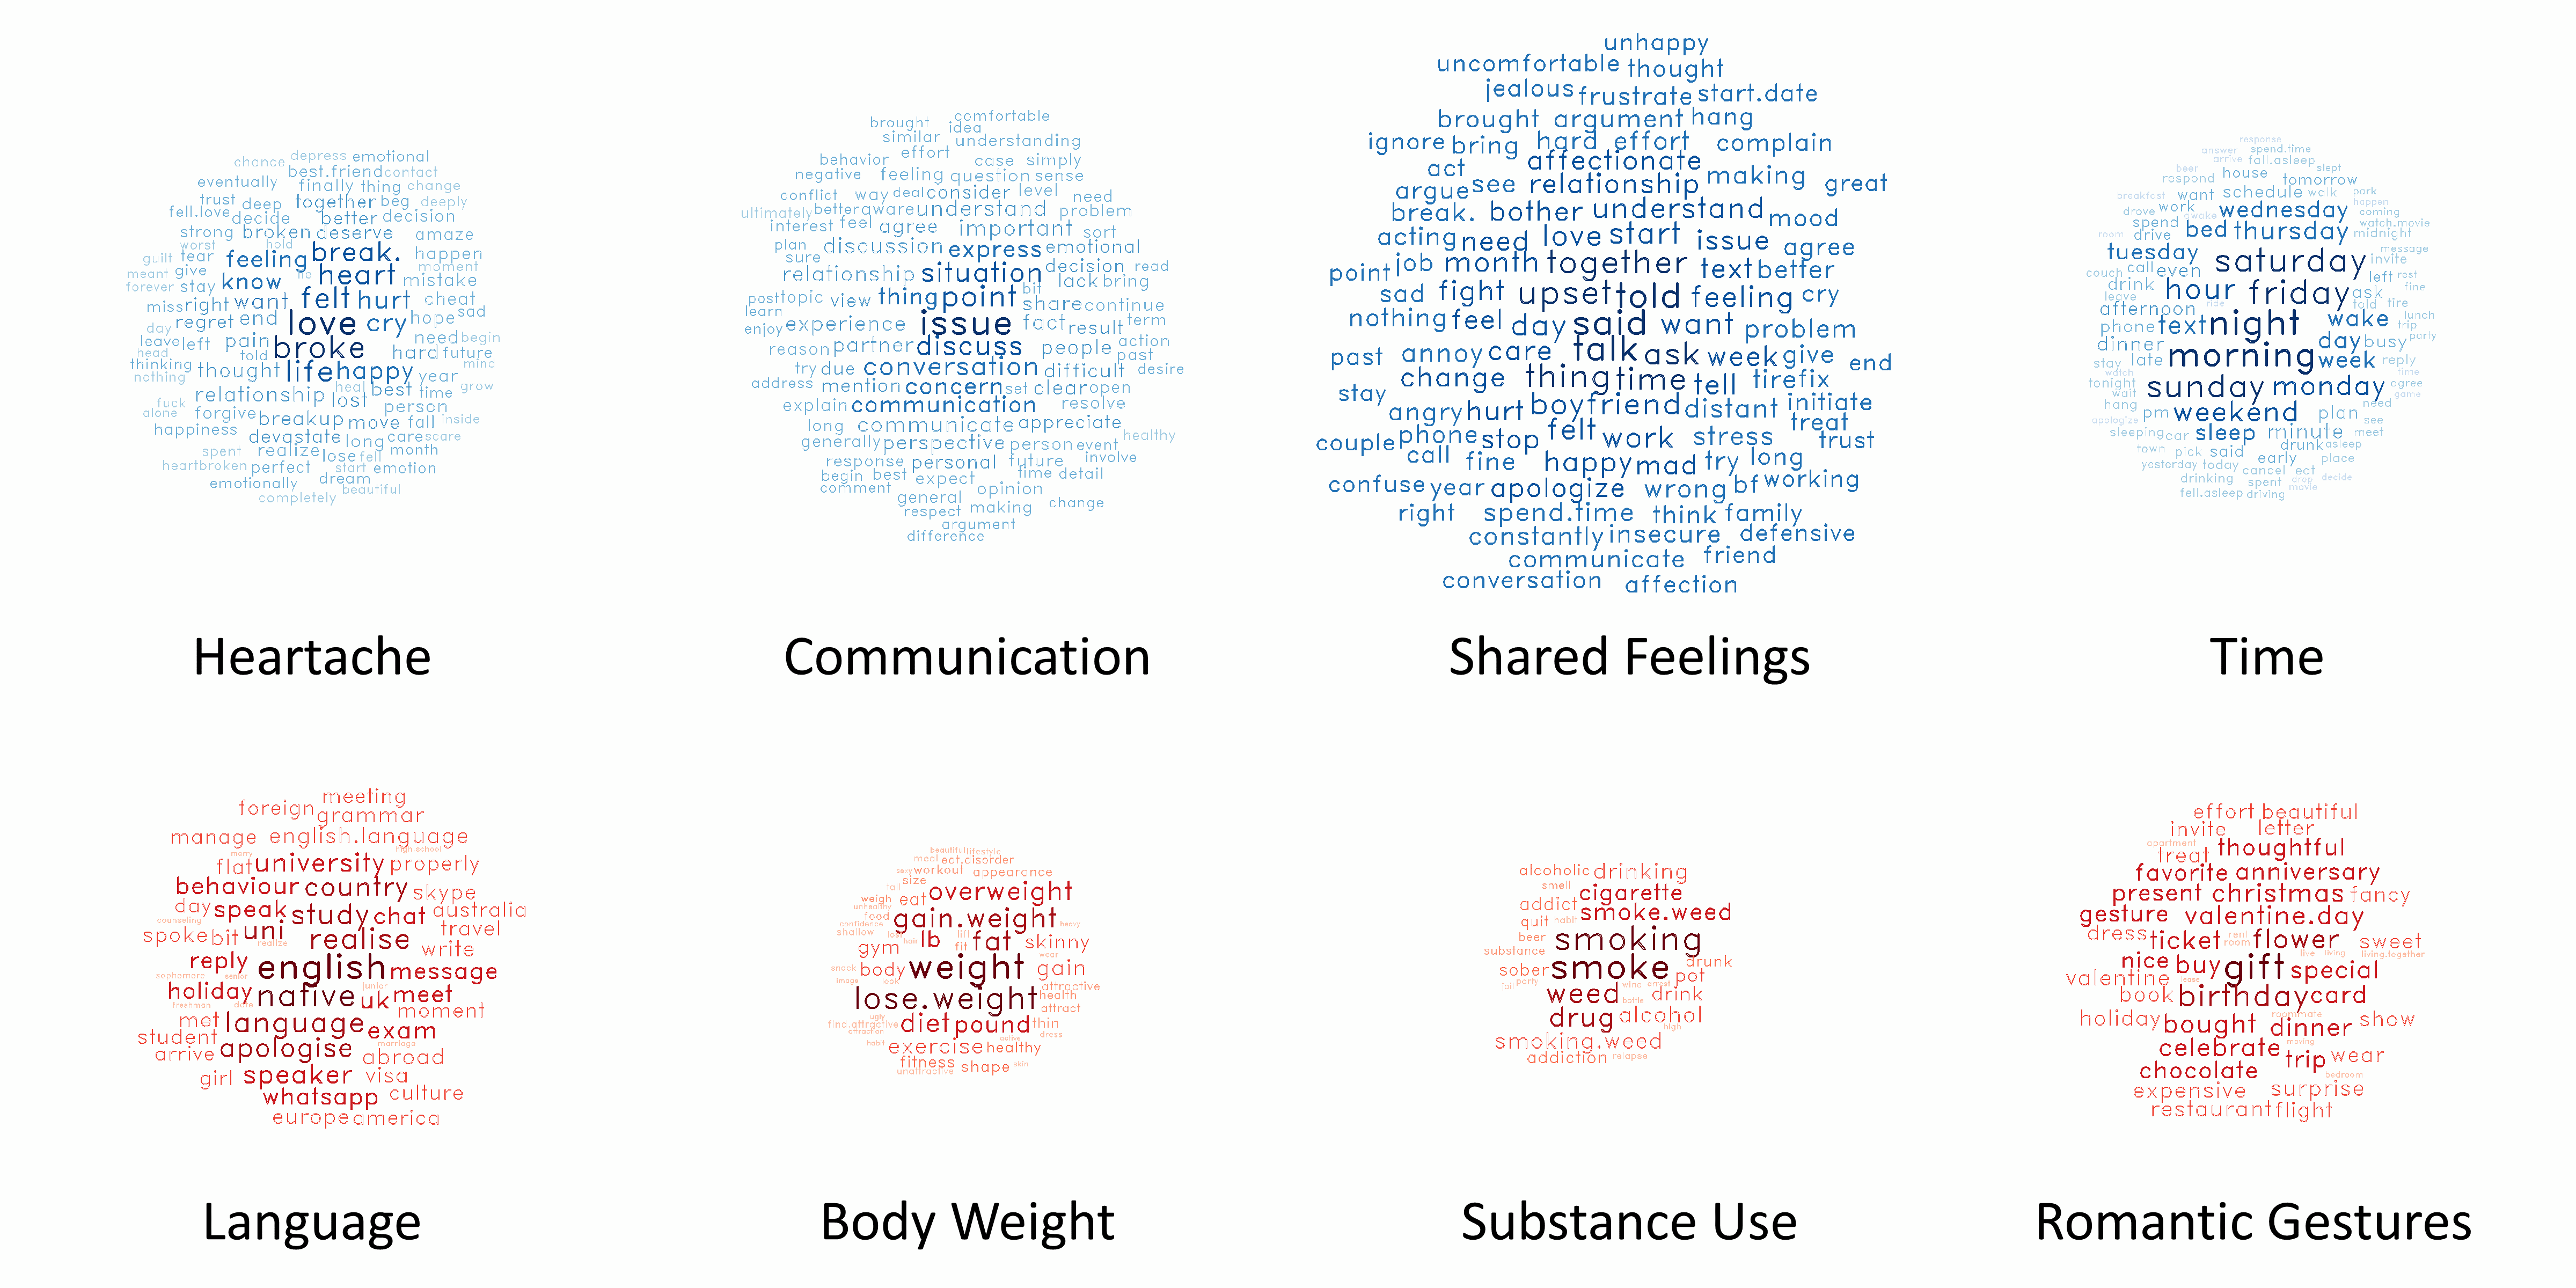 depress emotional
chance
best.friend contact
eventually finally thing change
trust deep together beg deeply
fell.love decide better decision
strong broken deserve amaze
worst hold break. happen
guilt fear feeling moment
meant give know heart mistake
forever stay felt hurt cheat
miss right want hope sad
day regret end love cry need begin
leave left pain broke hard future
head told
thinking thought life happy year mind
nothing heal best time grow
relationship lost person
fuck
alone forgive breakup move fall inside
happiness devastate long care scare
spent realize lose fell month
heartbroken perfect start emotion
emotionally dream beautiful
completely
Heartache
brought comfortable
similar idea understanding
behavior effort case simply
negative feeling question sense
conflict way deal consider level need
ultimately better aware understand problem
interest feel agree important sort
plan discussion express emotional
sure relationship situation decision read
lack bring
post topic view thing point bit share continue
learn
enjoy experience issue fact result term
reason partner discuss people action
past
try due conversation difficult desire
address mention concern set clear open
explain communication resolve
long communicate appreciate
generally perspective person event healthy
response personal future involve
begin best expect time detail
comment general opinion
respect making change
argument
difference
Communication
unhappy
uncomfortable thought
jealous frustrate start.date
brought argument hang
ignore bring hard effort complain
act affectionate
argue see relationship making great
break. bother understand mood
acting need love start issue agree
point job month together text better
sad fight upset told feeling cry
nothing feel day said want problem
past annoy care talk ask week give end
change thing time tell tire fix
stay
angry hurt boyfriend distant initiate
couple phone stop felt work stress treat trust
call fine happy mad try long
confuse year apologize wrong bf working
right spend.time think family
constantly insecure defensive
communicate friend
conversation affection
Shared Feelings
response
answer spend.time
arrive fall.asleep
beer slept
respond house tomorrow
breakfast want schedule walk park
drove work wednesday happen coming
spend awake watch.movie
room drive bed thursday midnight
tuesday saturday message invite
couch call even left rest
drink hour friday ask fine
leave told tire
afternoon night wake lunch
phone text trip
dinner day busy party
stay late morning week reply
watch time
tonight sunday monday agree
wait game
hang pm weekend plan need
apologize see
sleeping car sleep minute meet
drunk asleep
town pick said early place
yesterday today cancel eat
drinking spent drop decide
movie
fell.asleep driving
Time
meeting
foreign grammar
manage english.language
high.school
marry
flat university properly
behaviour country skype
day speak study chat australia
counseling
spoke bit uni realise travel
realize write
reply english message
sophomore senior
holiday native uk junior meet
freshman date moment
met language exam
student
arrive apologise marriage abroad
girl speaker visa
whatsapp culture
europe america
Language
beautiful lifestyle
meal eat.disorder
sexy workout appearance
fall size
weigh eat overweight
unhealthy
food gain.weight
confidence heavy
shallow lb lift fat skinny
gym hair fit
snack body weight wear gain
image look attractive
lose.weight health
attract
ugly
find.attractive diet pound thin
attraction dress
habit exercise active healthy
fitness shape skin
unattractive
Body Weight
alcoholic drinking
smell cigarette
addict smoke.weed
quit habit
beer smoking
substance
sober smoke drunk
party pot
jail weed wine arrest drink
bottle
drug alcohol
high
smoking.weed
addiction relapse
Substance Use
effort beautiful
invite letter
apartment
treat thoughtful
favorite anniversary
present christmas fancy
gesture valentine.day
dress ticket rent flower sweet
room
live living living.together
nice buy gift special
valentine lease
book birthday card
holiday bought roommate dinner show
celebrate moving trip wear
chocolate bedroom
expensive surprise
restaurant flight
Romantic Gestures